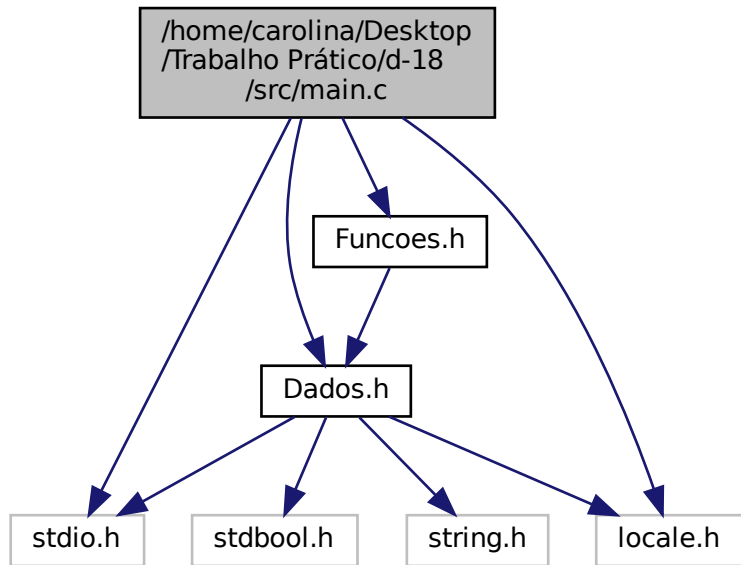 /home/carolina/Desktop
/Trabalho Prático/d-18
/src/main.c
Funcoes.h
Dados.h
stdio.h
stdbool.h
string.h
locale.h